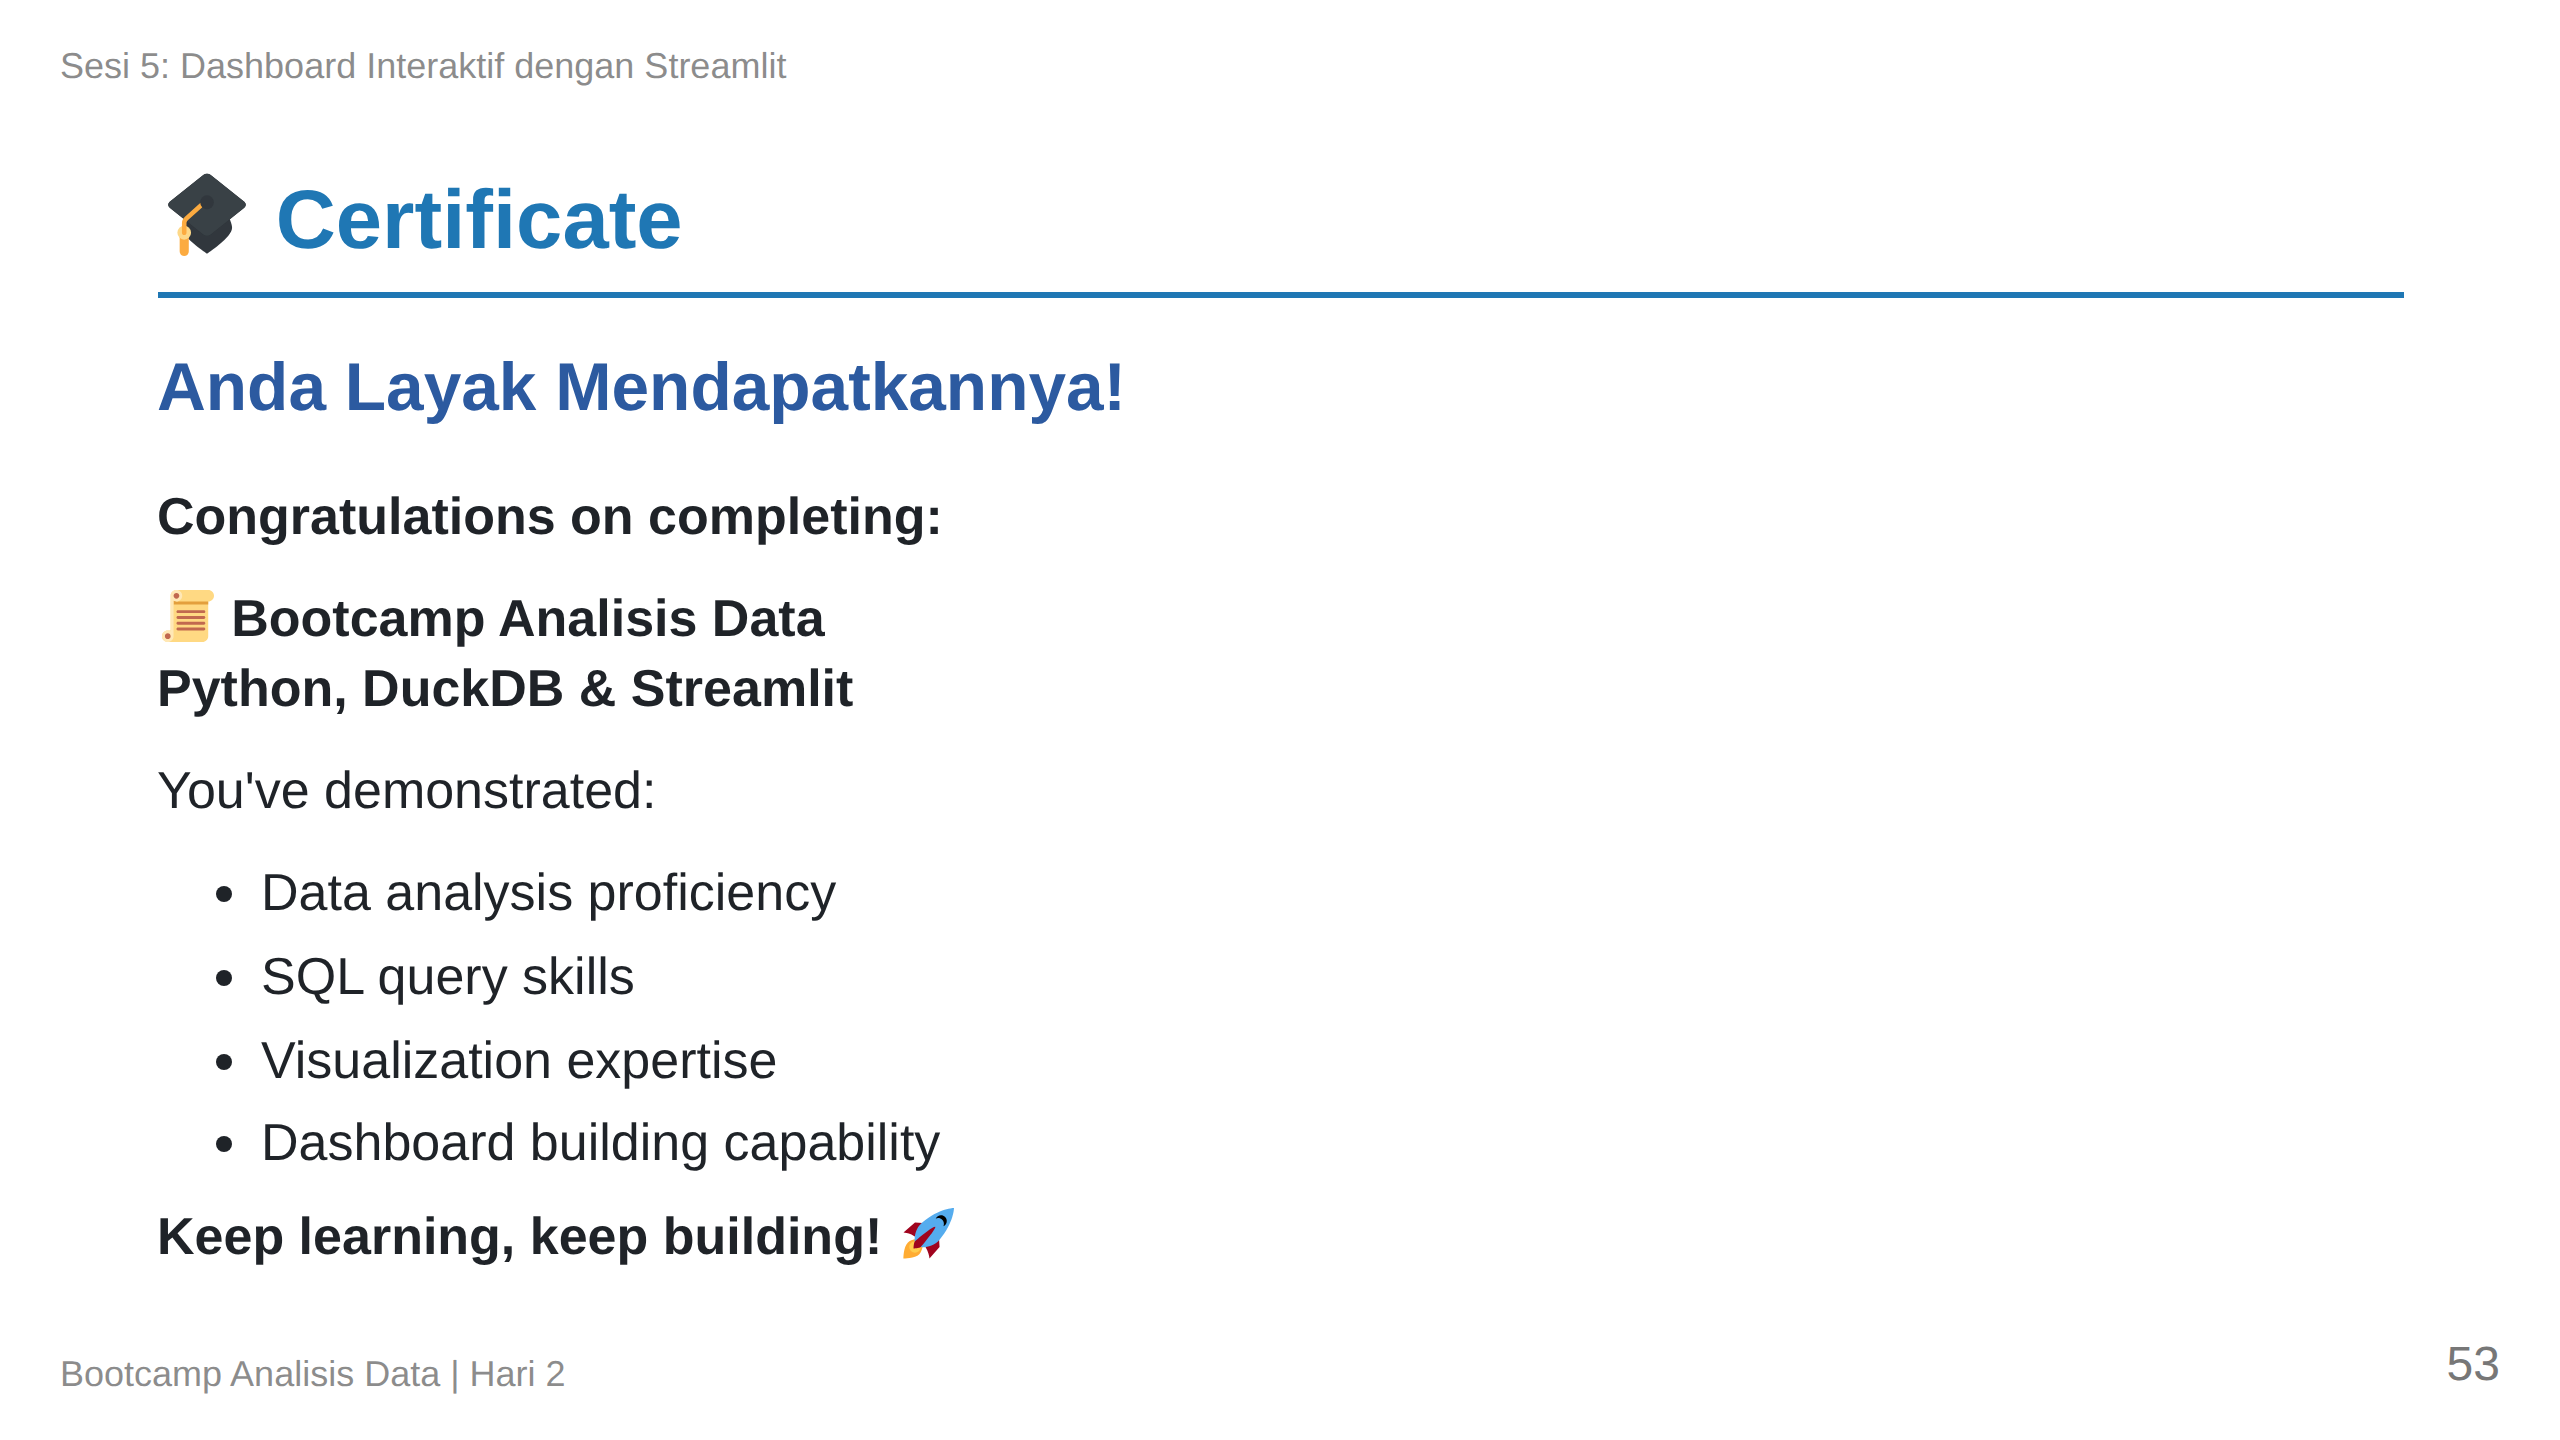 Sesi 5: Dashboard Interaktif dengan Streamlit
🎓 Certificate
Anda Layak Mendapatkannya!
Congratulations on completing:
📜 Bootcamp Analisis Data
Python, DuckDB & Streamlit
You've demonstrated:
• Data analysis proficiency
• SQL query skills
• Visualization expertise
• Dashboard building capability
Keep learning, keep building! 🚀
Bootcamp Analisis Data | Hari 2
53